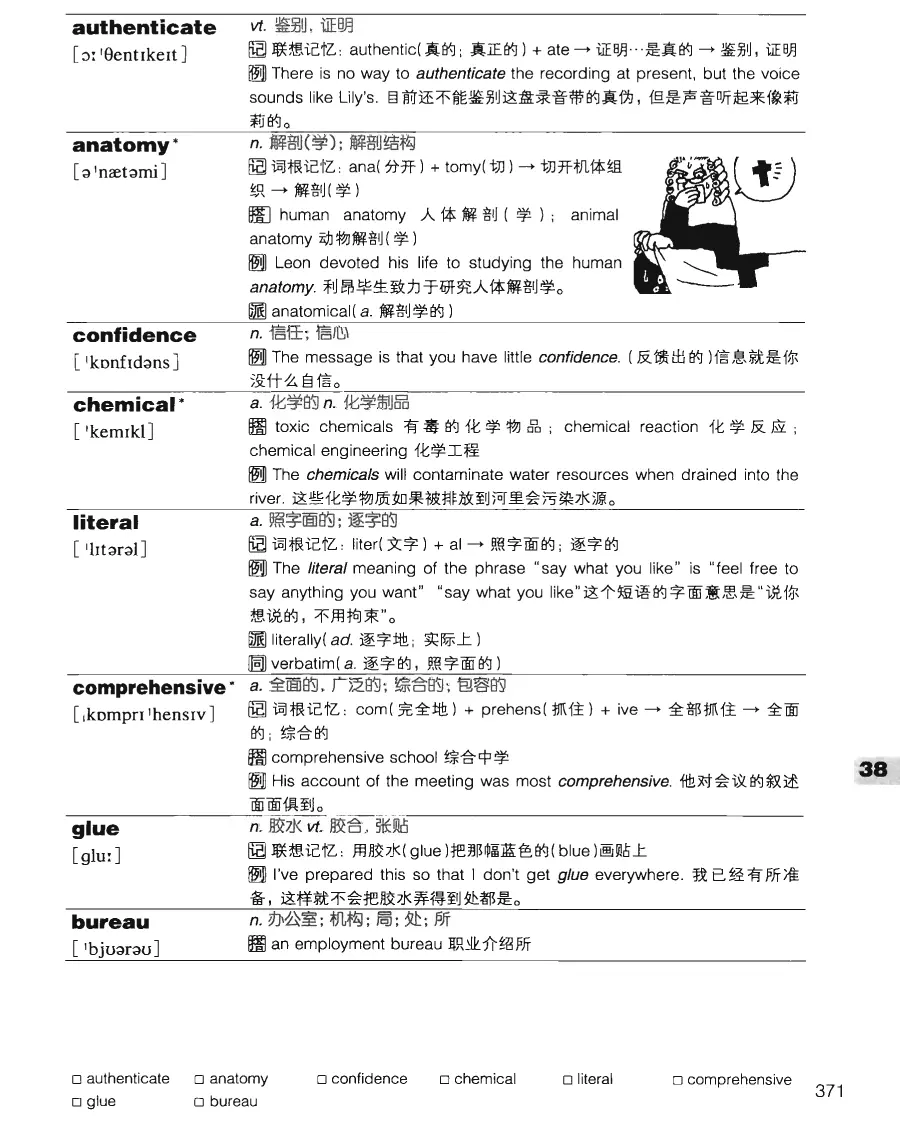 authenticate vt. 鉴别，证明
[ɔːˈθentɪkeɪt] 记 联想记忆：authentic(真的；真正的) + ate → 证明…是真的 → 鉴别，证明
例 There is no way to authenticate the recording at present, but the voice
sounds like Lily's. 目前还不能鉴别这盘录音带的真伪，但是声音听起来像莉
莉的。
anatomy* n. 解剖(学)；解剖结构
[əˈnætəmi] 记 词根记忆：ana(分开) + tomy(切) → 切开机体组
织 → 解剖(学)
搭 human anatomy 人体解剖(学)；animal
anatomy 动物解剖(学)
例 Leon devoted his life to studying the human
anatomy. 利昂毕生致力于研究人体解剖学。
派 anatomical(a. 解剖学的)
confidence n. 信任；信心
[ˈkɒnfɪdəns] 例 The message is that you have little confidence. (反馈出的)信息就是你
没什么自信。
chemical* a. 化学的 n. 化学制品
[ˈkemɪkl] 搭 toxic chemicals 有毒的化学物品；chemical reaction 化学反应；
chemical engineering 化学工程
例 The chemicals will contaminate water resources when drained into the
river. 这些化学物质如果被排放到河里会污染水源。
literal a. 照字面的；逐字的
[ˈlɪtərəl] 记 词根记忆：liter(文字) + al → 照字面的；逐字的
例 The literal meaning of the phrase “say what you like” is “feel free to
say anything you want” “say what you like”这个短语的字面意思是“说你
想说的，不用拘束”。
派 literally(ad. 逐字地；实际上)
同 verbatim(a. 逐字的，照字面的)
comprehensive* a. 全面的，广泛的；综合的；包容的
[ˌkɒmprɪˈhensɪv] 记 词根记忆：com(完全地) + prehens(抓住) + ive → 全部抓住 → 全面
的；综合的
搭 comprehensive school 综合中学
例 His account of the meeting was most comprehensive. 他对会议的叙述
面面俱到。
38
glue n. 胶水 vt. 胶合，张贴
[gluː] 记 联想记忆：用胶水(glue)把那幅蓝色的(blue)画贴上
例 I've prepared this so that I don't get glue everywhere. 我已经有所准
备，这样就不会把胶水弄得到处都是。
bureau n. 办公室；机构；局；处；所
[ˈbjʊərəʊ] 搭 an employment bureau 职业介绍所
□ authenticate □ anatomy □ confidence □ chemical □ literal □ comprehensive
□ glue □ bureau
371